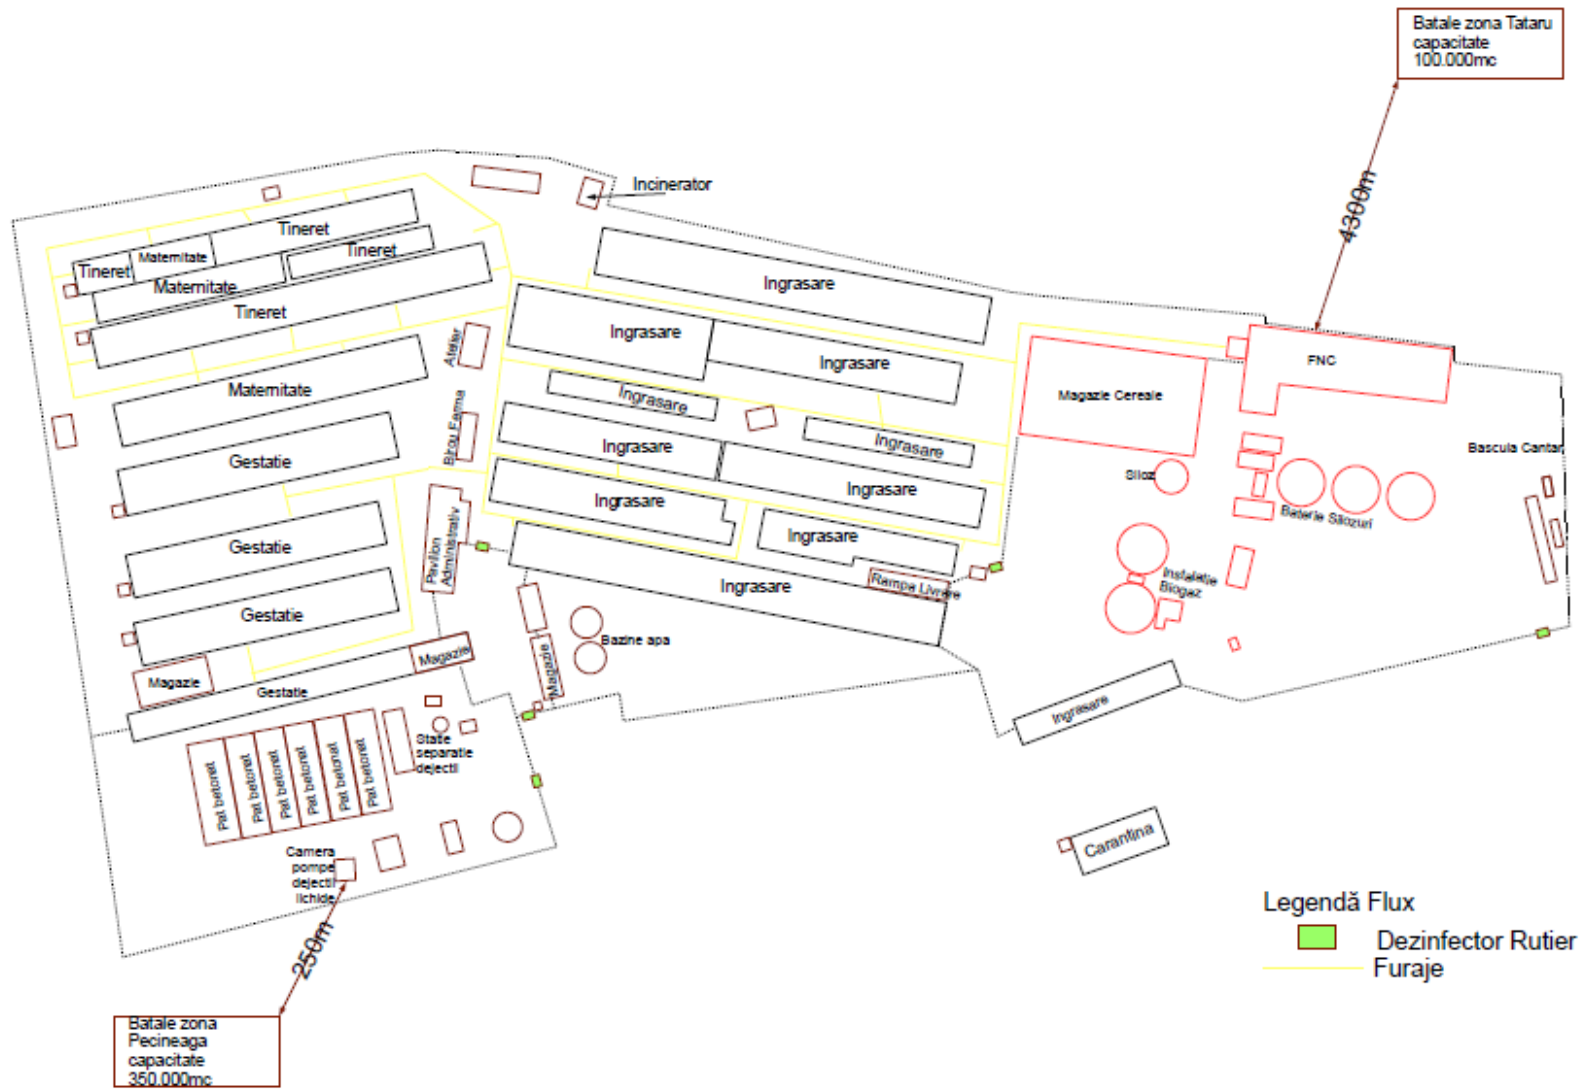 Batale zona Tataru
capacitate
100.000mc
4300m
Incinerator
Tineret
Tineret
Maternitate
Tineret
Maternitate
Tineret
Ingrasare
Ingrasare
Ingrasare
FNC
Atelier
Magazie Cereale
Maternitate
Ingrasare
Birou Ferma
Ingrasare
Ingrasare
Bascula Cantar
Gestatie
Siloz
Ingrasare
Ingrasare
Baterie Silozuri
Pavilion
Administrativ
Ingrasare
Gestatie
Instalatie
Biogaz
Rampa Livrare
Ingrasare
Gestatie
Bazine apa
Magazie
Magazie
Magazie
Gestatie
Ingrasare
Statie
separatie
dejectii
Pat betonat
Pat betonat
Pat betonat
Pat betonat
Pat betonat
Pat betonat
Carantina
Camera
pompe
dejectii
lichide
250m
Legendă Flux
Dezinfector Rutier
Furaje
Batale zona
Pecineaga
capacitate
350.000mc